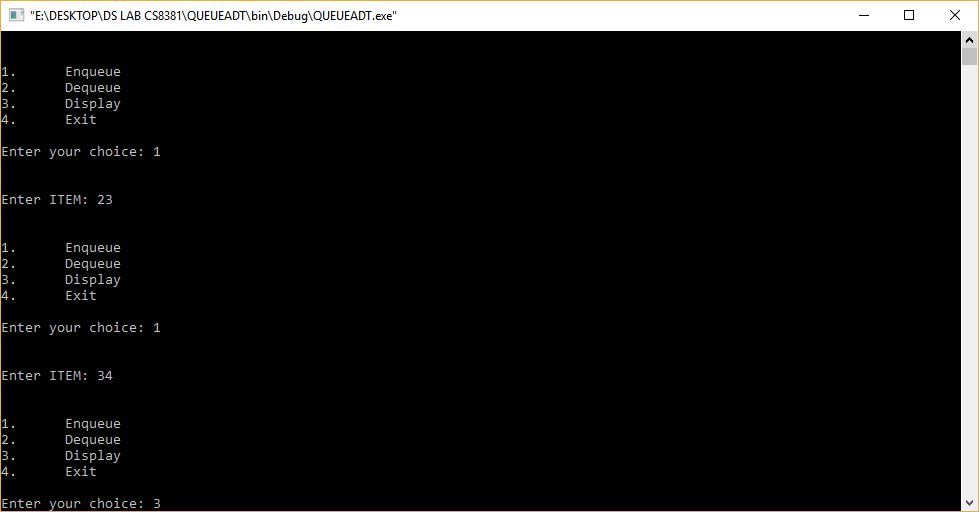 "E:\DESKTOP\DS LAB CS8381\QUEUEADT\bin\Debug\QUEUEADT.exe"
1. Enqueue
2. Dequeue
3. Display
4. Exit
Enter your choice: 1
Enter ITEM: 23
1. Enqueue
2. Dequeue
3. Display
4. Exit
Enter your choice: 1
Enter ITEM: 34
1. Enqueue
2. Dequeue
3. Display
4. Exit
Enter your choice: 3